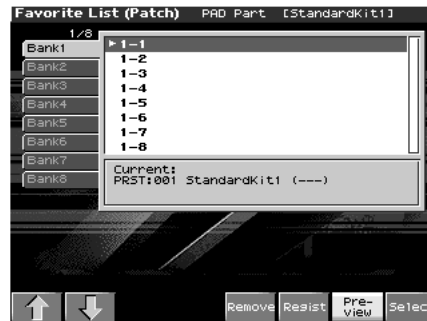 Favorite List (Patch) PAD Part [StandardKit1]
1/8
Bank1
Bank2
Bank3
Bank4
Bank5
Bank6
Bank7
Bank8
1-1
1-2
1-3
1-4
1-5
1-6
1-7
1-8
Current:
PRST:001 StandardKit1 (---)
Remove Regist Pre-view Selec